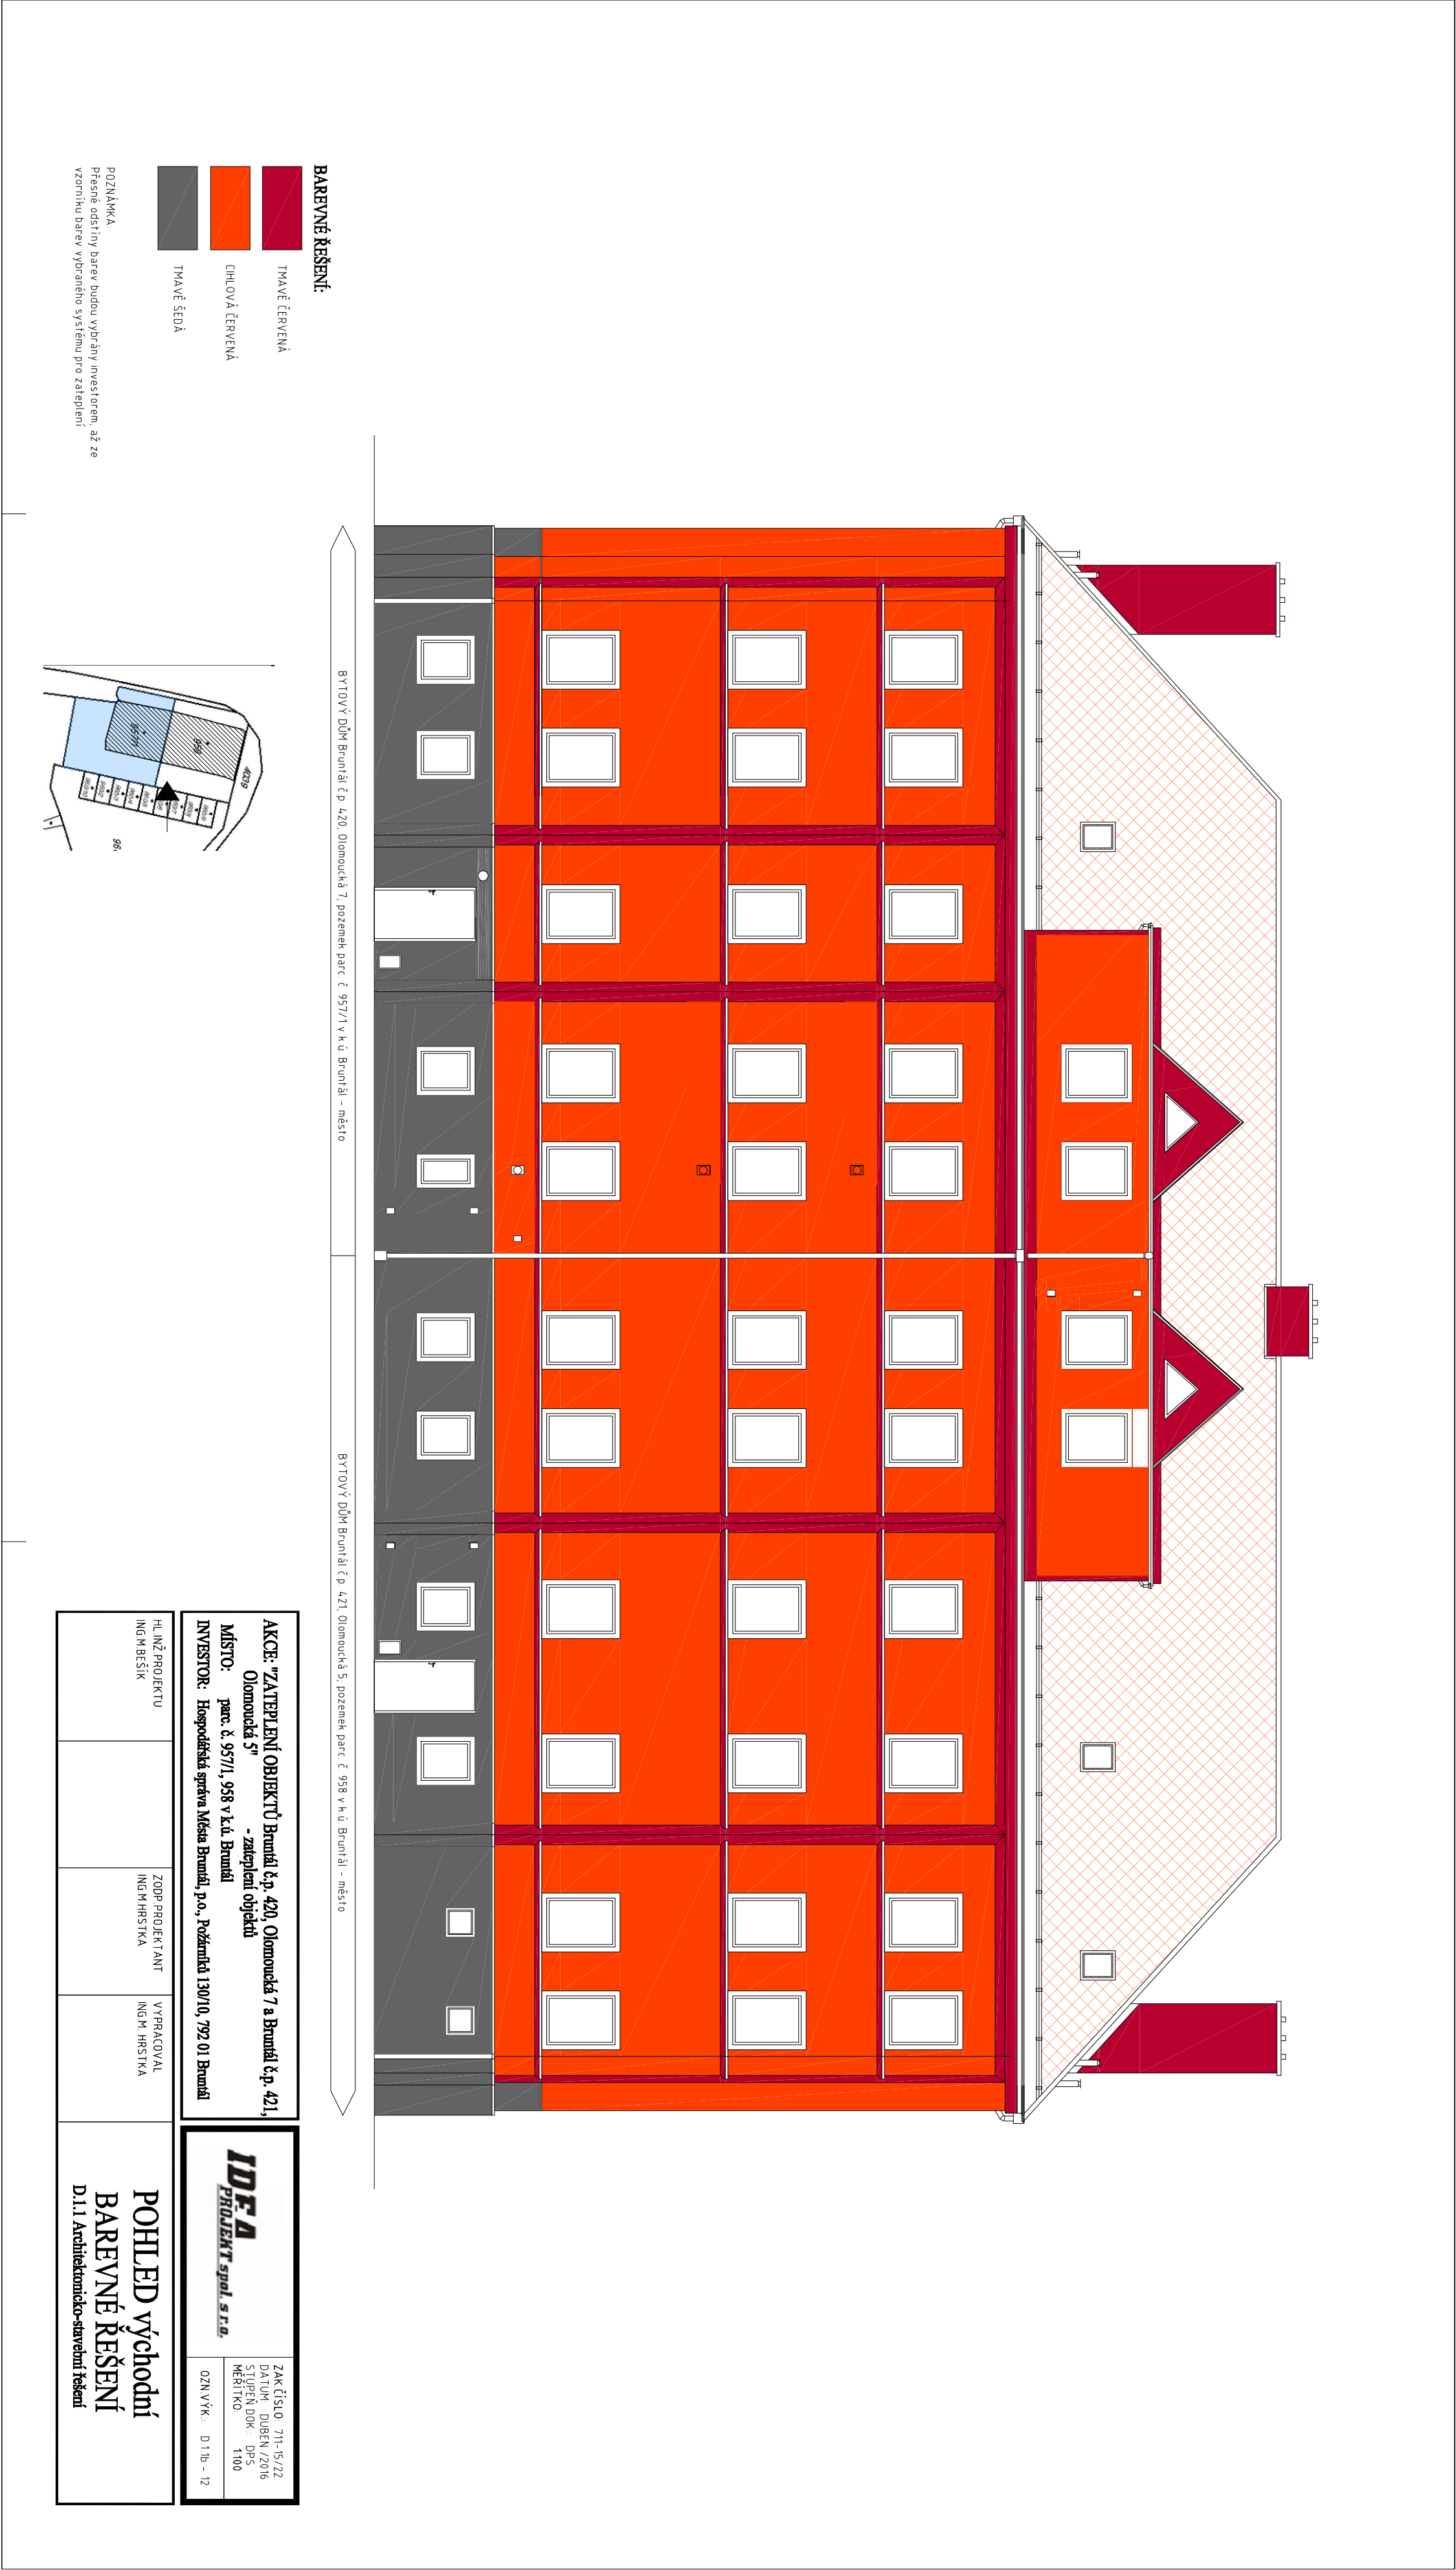 BAREVNÉ ŘEŠENÍ:
TMAVĚ ČERVENÁ
CIHLOVÁ ČERVENÁ
TMAVĚ ŠEDÁ
POZNÁMKA:
Přesné odstíny barev budou vybrány investorem, až ze
vzorníku barev vybraného systému pro zateplení
BYTOVÝ DŮM Bruntál č.p. 420, Olomoucká 7, pozemek parc. č. 957/1 v k.ú. Bruntál - město
BYTOVÝ DŮM Bruntál č.p. 421, Olomoucká 5, pozemek parc. č. 958 v k.ú. Bruntál - město
957/1
959
403/9
96
AKCE: "ZATEPLENÍ OBJEKTŮ Bruntál č.p. 420, Olomoucká 7 a Bruntál č.p. 421,
Olomoucká 5" - zateplení objektů
MÍSTO: parc. č. 957/1, 958 v k.ú. Bruntál
INVESTOR: Hospodářská správa Města Bruntál, p.o., Požárníků 130/10, 792 01 Bruntál
IDEA
PROJEKT spol. s r.o.
ZAK.ČÍSLO: 711-15/22
DATUM: DUBEN /2016
STUPEŇ DOK.: DPS
MĚŘÍTKO: 1:100
OZN.VÝK.: D.1.1b - 12
HL.INŽ.PROJEKTU
ING.M.BEŠÍK
ZODP.PROJEKTANT
ING.M.HRSTKA
VYPRACOVAL
ING.M. HRSTKA
POHLED východní
BAREVNÉ ŘEŠENÍ
D.1.1 Architektonicko-stavební řešení